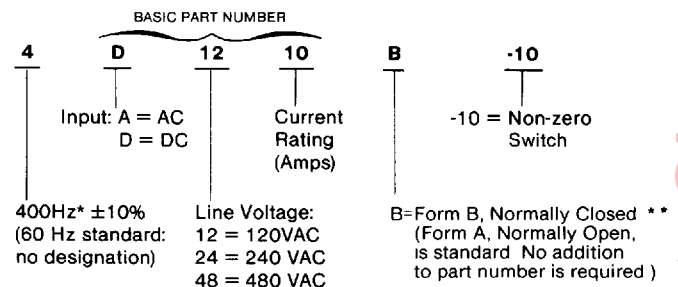 BASIC PART NUMBER
4 D 12 10 B -10
Input: A = AC
D = DC
Current
Rating
(Amps)
-10 = Non-zero
Switch
400Hz* ±10%
(60 Hz standard:
no designation)
Line Voltage:
12 = 120VAC
24 = 240 VAC
48 = 480 VAC
B=Form B, Normally Closed **
(Form A, Normally Open,
is standard No addition
to part number is required )